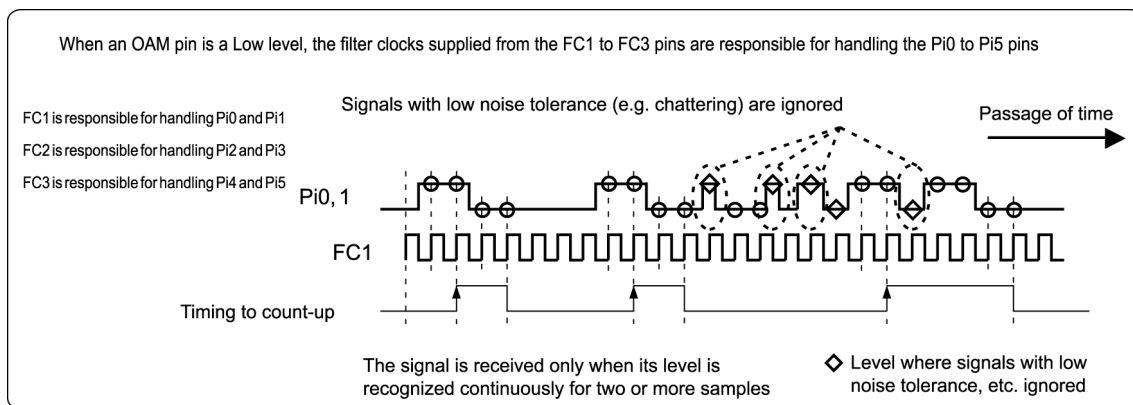 When an OAM pin is a Low level, the filter clocks supplied from the FC1 to FC3 pins are responsible for handling the Pi0 to Pi5 pins
Signals with low noise tolerance (e.g. chattering) are ignored
Passage of time
FC1 is responsible for handling Pi0 and Pi1
FC2 is responsible for handling Pi2 and Pi3
FC3 is responsible for handling Pi4 and Pi5
Pi0, 1
FC1
Timing to count-up
The signal is received only when its level is
recognized continuously for two or more samples
Level where signals with low
noise tolerance, etc. ignored